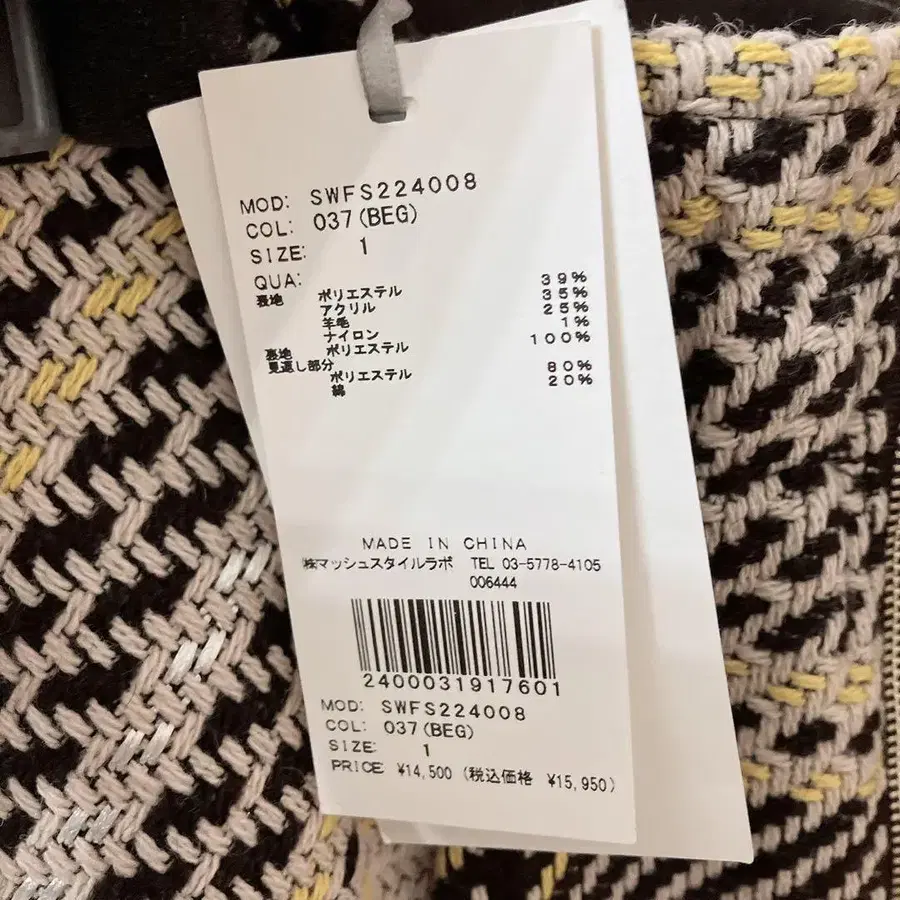 MOD: SWFS224008
COL: 037(BEG)
SIZE: 1
QUA:
表地 ポリエステル 39%
アクリル 35%
羊毛 25%
ナイロン 1%
裏地 ポリエステル 100%
見返し部分
ポリエステル 80%
綿 20%
MADE IN CHINA
㈱マッシュスタイルラボ TEL 03-5778-4105
006444
2400031917601
MOD: SWFS224008
COL: 037(BEG)
SIZE: 1
PRICE: ¥14,500 (税込価格 ¥15,950)